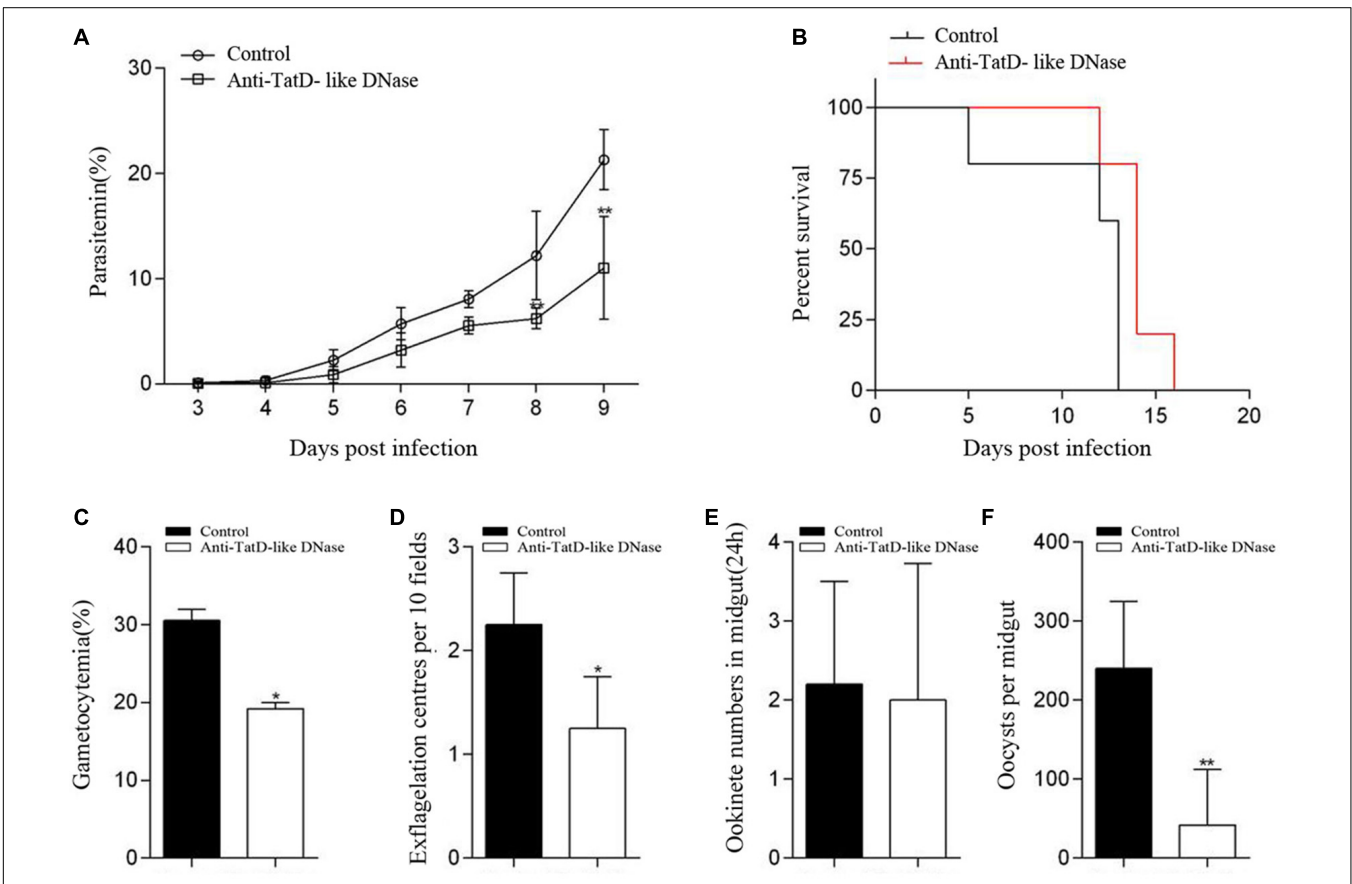 A
Control
Anti-TatD- like DNase
30
20
10
0
Parasitemin(%)
3 4 5 6 7 8 9
**
**
Days post infection
B
Control
Anti-TatD- like DNase
100
75
50
25
0
Percent survival
0 5 10 15 20
Days post infection
C
Control
Anti-TatD-like DNase
40
30
20
10
0
Gametocytemia(%)
*
D
Control
Anti-TatD-like DNase
3
2
1
0
Exflagelation centres per 10 fields
*
E
Control
Anti-TatD-like DNase
4
3
2
1
0
Ookinete numbers in midgut(24h)
F
Control
Anti-TatD-like DNase
400
300
200
100
0
Oocysts per midgut
**